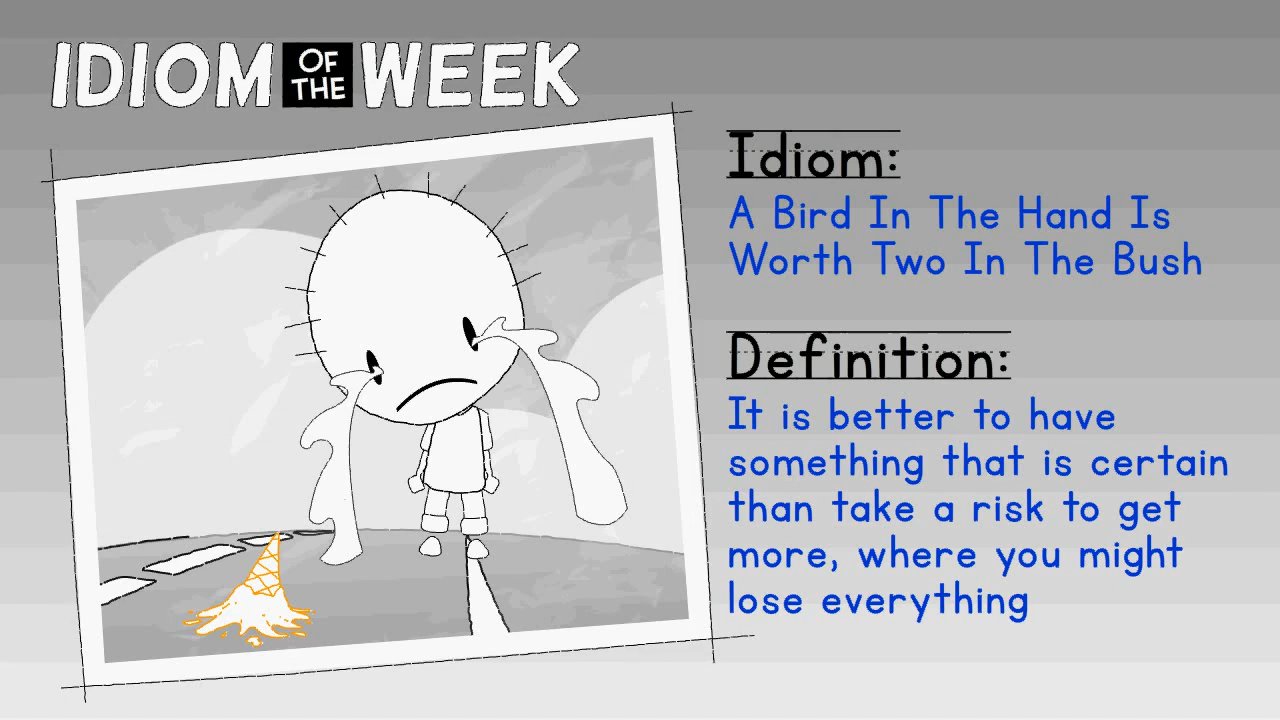 IDIOM OF THE WEEK
Idiom:
A Bird In The Hand Is
Worth Two In The Bush
Definition:
It is better to have
something that is certain
than take a risk to get
more, where you might
lose everything